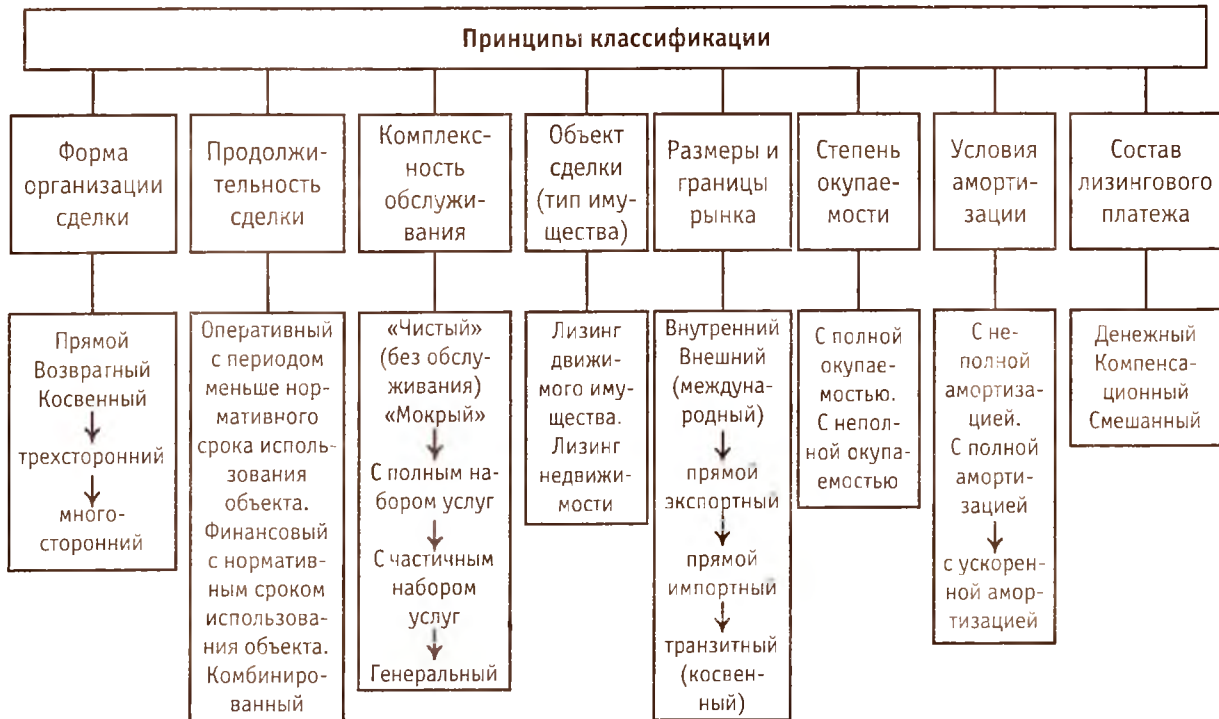 Принципы классификации
Форма
организации
сделки
Продолжи-
тельность
сделки
Комплекс-
ность
обслужи-
вания
Объект
сделки
(тип иму-
щества)
Размеры и
границы
рынка
Степень
окупае-
мости
Условия
аморти-
зации
Состав
лизингового
платежа
Прямой
Возвратный
Косвенный
трехсторонний
много-
сторонний
Оперативный
с периодом
меньше нор-
мативного
срока исполь-
зования
объекта.
Финансовый
с норматив-
ным сроком
использова-
ния объекта.
Комбиниро-
ванный
«Чистый»
(без обслу-
живания)
«Мокрый»
С полным на-
бором услуг
С частичным
набором
услуг
Генеральный
Лизинг
движи-
мого иму-
щества.
Лизинг
недвижи-
мости
Внутренний
Внешний
(междуна-
родный)
прямой
экспортный
прямой
импортный
транзитный
(косвен-
ный)
С полной
окупае-
мостью.
С непол-
ной окупа-
емостью
С не-
полной
амортиза-
цией.
С полной
аморти-
зацией
с ускорен-
ной амор-
тизацией
Денежный
Компенса-
ционный
Смешанный